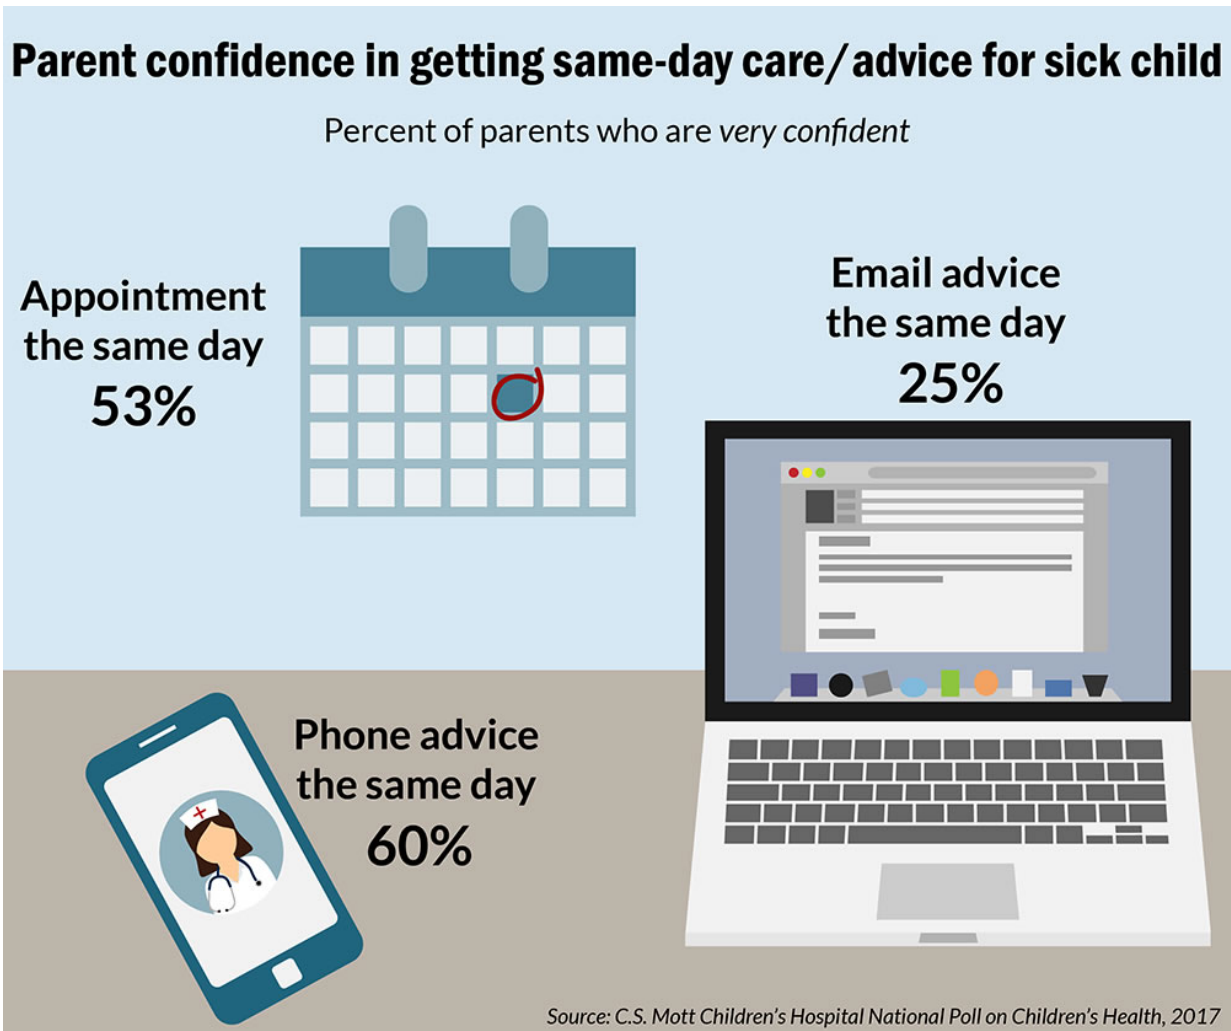 Parent confidence in getting same-day care/advice for sick child
Percent of parents who are very confident
Appointment
the same day
53%
Email advice
the same day
25%
Phone advice
the same day
60%
Source: C.S. Mott Children's Hospital National Poll on Children's Health, 2017